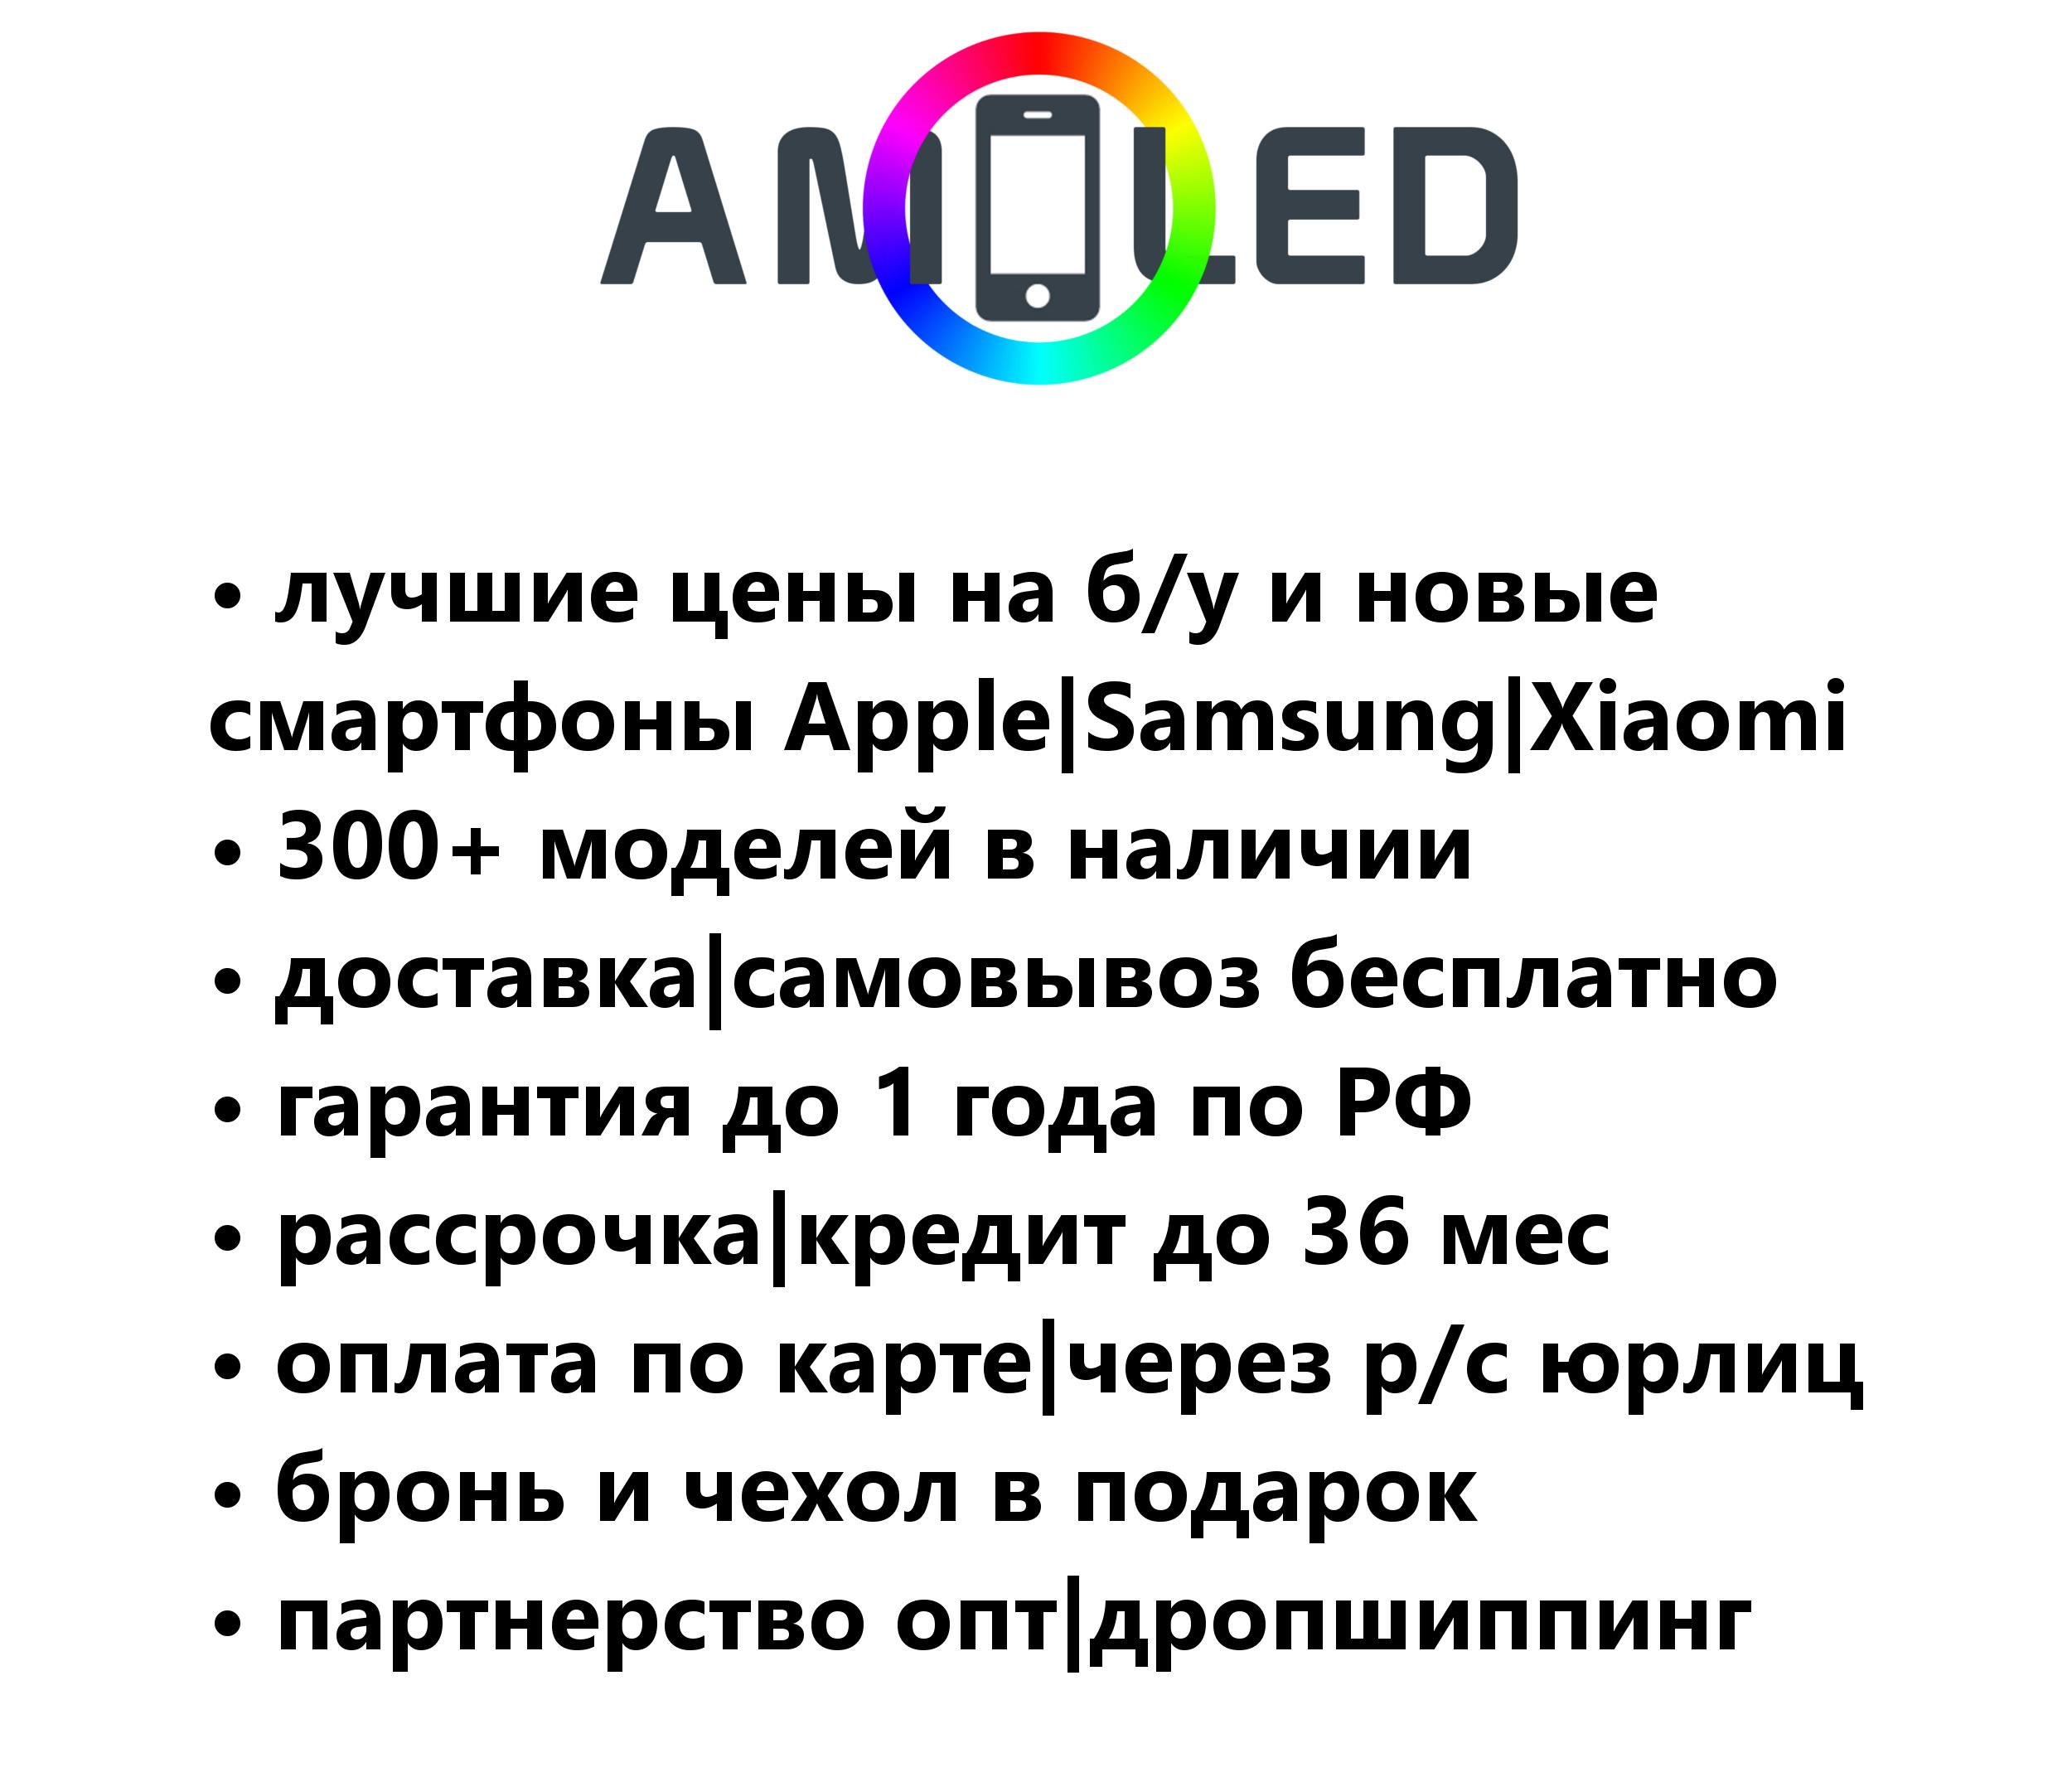 AMOLED
• лучшие цены на б/у и новые
смартфоны Apple|Samsung|Xiaomi
• 300+ моделей в наличии
• доставка|самовывоз бесплатно
• гарантия до 1 года по РФ
• рассрочка|кредит до 36 мес
• оплата по карте|через р/с юрлиц
• бронь и чехол в подарок
• партнерство опт|дропшиппинг